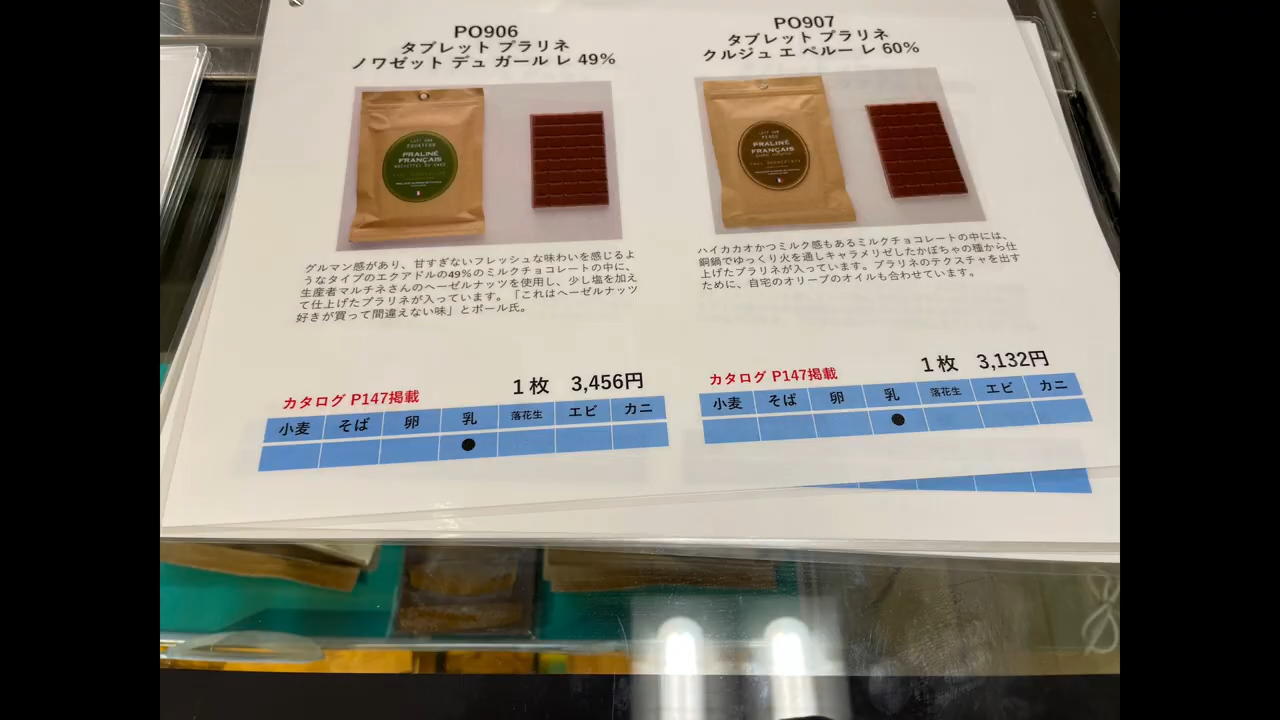 PO906
タブレット プラリネ
ノワゼット デュ ガール レ 49%
PRALINÉ
FRANÇAIS
グルマン感があり、甘すぎないフレッシュな味わいを感じるよ
うなタイプのエクアドルの49%のミルクチョコレートの中に、
生産者マルチネさんのヘーゼルナッツを使用し、少し塩を加え
て仕上げたプラリネが入っています。「これはヘーゼルナッツ
好きが買って間違えない味」とポール氏。
カタログ P147掲載
1枚 3,456円
小麦 そば 卵 乳 落花生 エビ カニ
●
PO907
タブレット プラリネ
クルジュ エ ペルー レ 60%
PRALINÉ
FRANÇAIS
ハイカカオかつミルク感もあるミルクチョコレートの中には、
銅鍋でゆっくり火を通しキャラメリゼしたかぼちゃの種から仕
上げたプラリネが入っています。プラリネのテクスチャを出す
ために、自宅のオリーブのオイルも合わせています。
カタログ P147掲載
1枚 3,132円
小麦 そば 卵 乳 落花生 エビ カニ
●